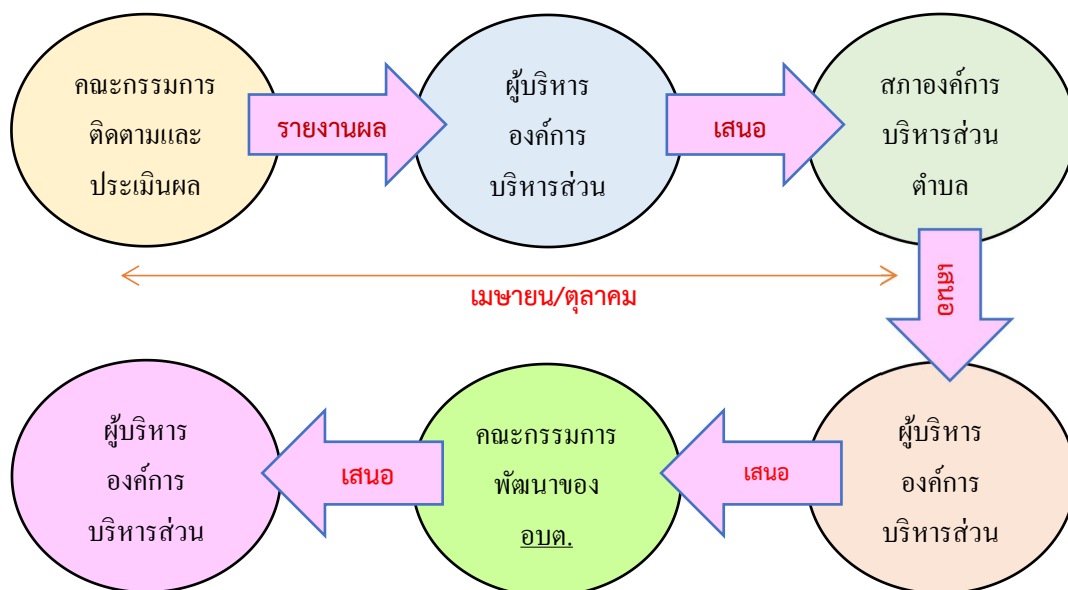 คณะกรรมการ
ติดตามและ
ประเมินผล
รายงานผล
ผู้บริหาร
องค์การ
บริหารส่วน
เสนอ
สภาองค์การ
บริหารส่วน
ตำบล
เสนอ
เมษายน/ตุลาคม
ผู้บริหาร
องค์การ
บริหารส่วน
เสนอ
คณะกรรมการ
พัฒนาของ
อบต.
เสนอ
ผู้บริหาร
องค์การ
บริหารส่วน